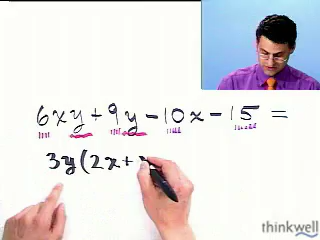 6xy + 9y - 10x - 15 =
3y(2x +
thinkwell